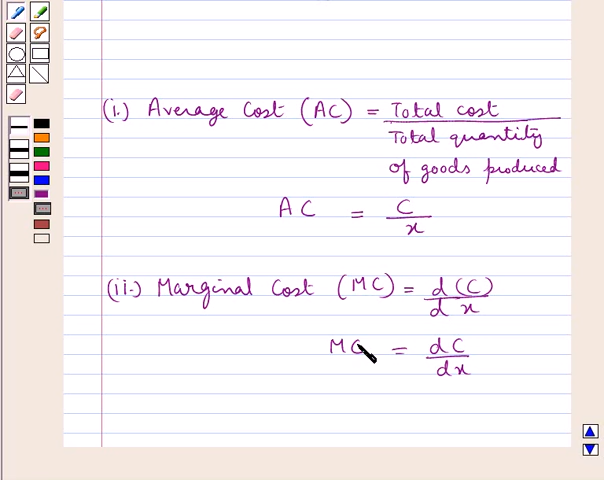 (i.) Average Cost (AC) = Total cost
Total quantity
of goods produced
AC = C
x
(ii.) Marginal Cost (MC) = d (C)
d x
MC = dC
dx